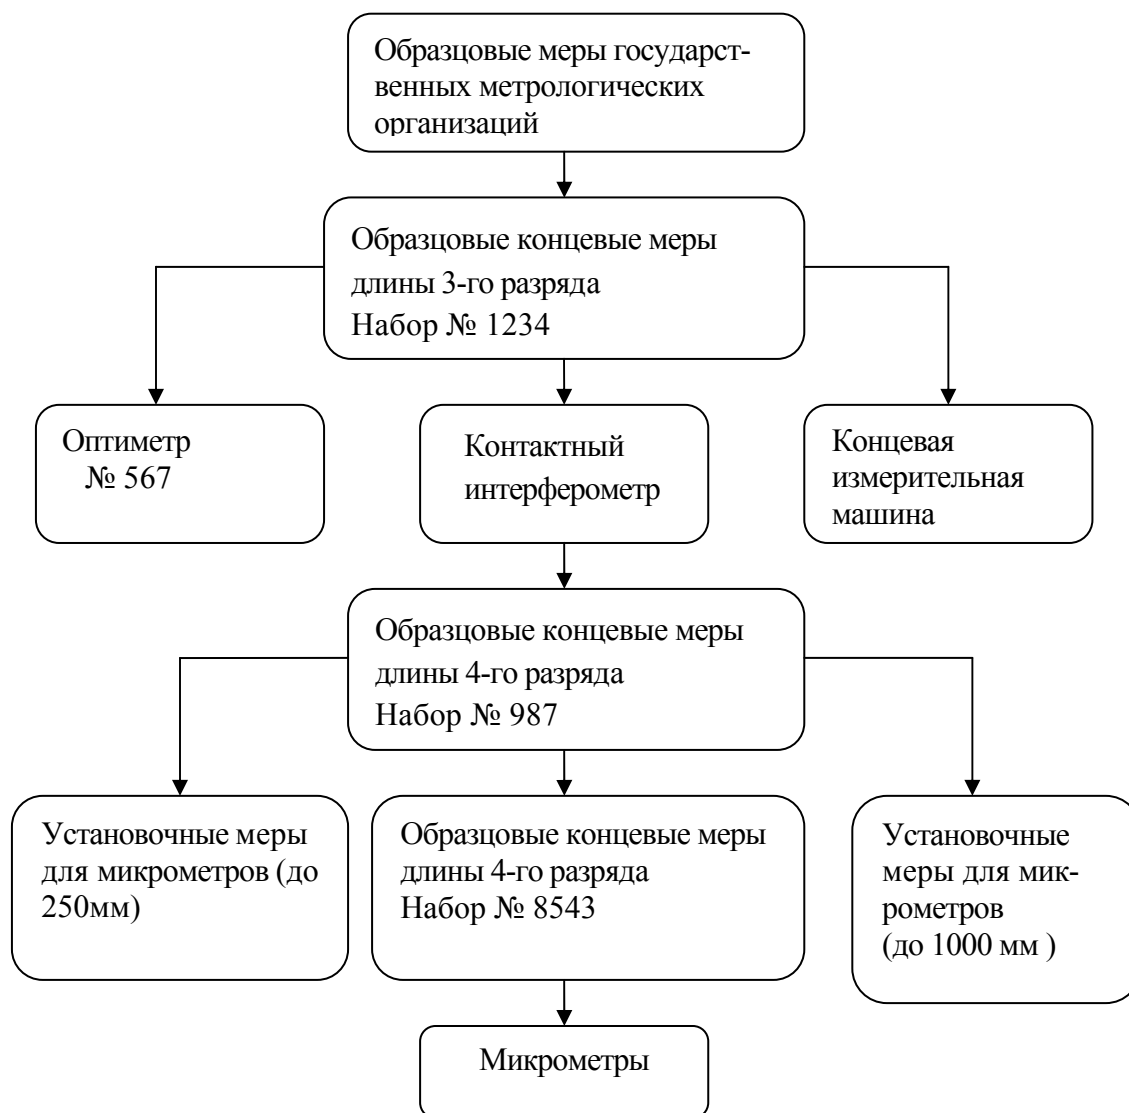 Образцовые меры государст-
венных метрологических
организаций
Образцовые концевые меры
длины 3-го разряда
Набор № 1234
Оптиметр
№ 567
Контактный
интерферометр
Концевая
измерительная
машина
Образцовые концевые меры
длины 4-го разряда
Набор № 987
Установочные меры
для микрометров (до
250мм)
Образцовые концевые меры
длины 4-го разряда
Набор № 8543
Установочные
меры для мик-
рометров
(до 1000 мм )
Микрометры